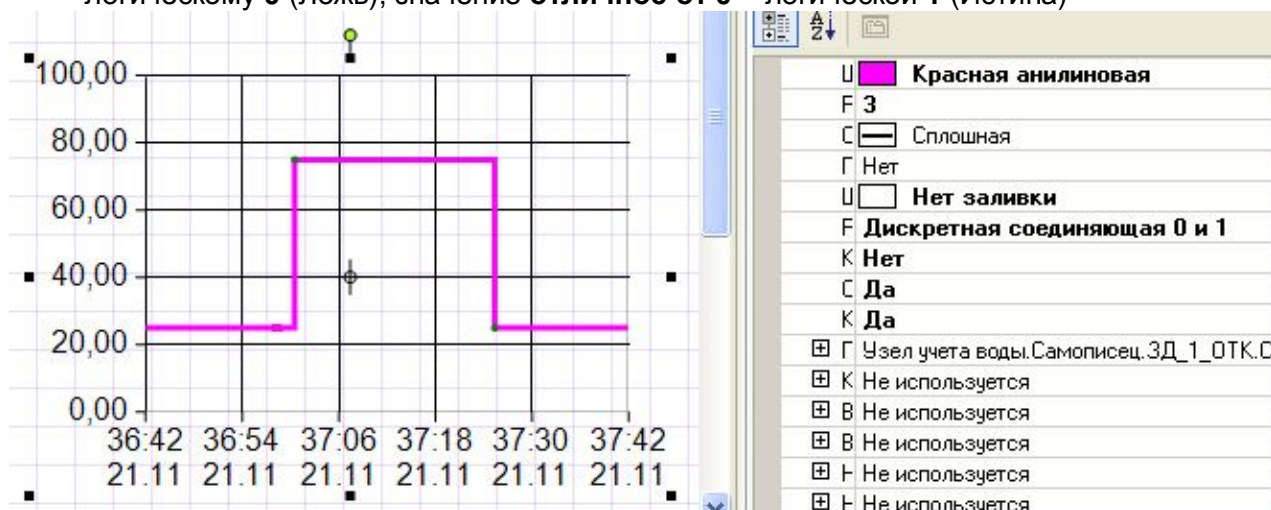 логическому 0 (Ложь), значение отличное от 0 – логической 1 (Истина)
100,00
80,00
60,00
40,00
20,00
0,00
36:42 36:54 37:06 37:18 37:30 37:42
21.11 21.11 21.11 21.11 21.11 21.11
Красная анилиновая
F 3
С Сплошная
Г Нет
Нет заливки
F Дискретная соединяющая 0 и 1
К Нет
С Да
К Да
Г Узел учета воды.Самописец.ЗД_1_ОТК.С
К Не используется
В Не используется
В Не используется
Не используется
Не используется